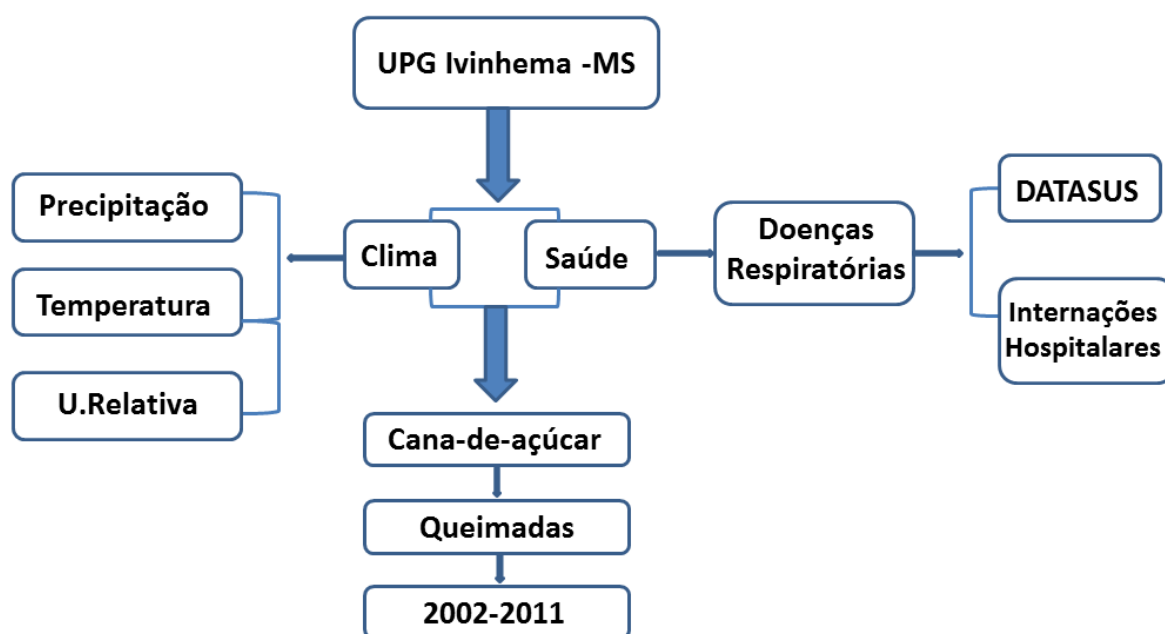 UPG Ivinhema -MS
Precipitação
Temperatura
U.Relativa
Clima
Saúde
Doenças
Respiratórias
DATASUS
Internações
Hospitalares
Cana-de-açúcar
Queimadas
2002-2011